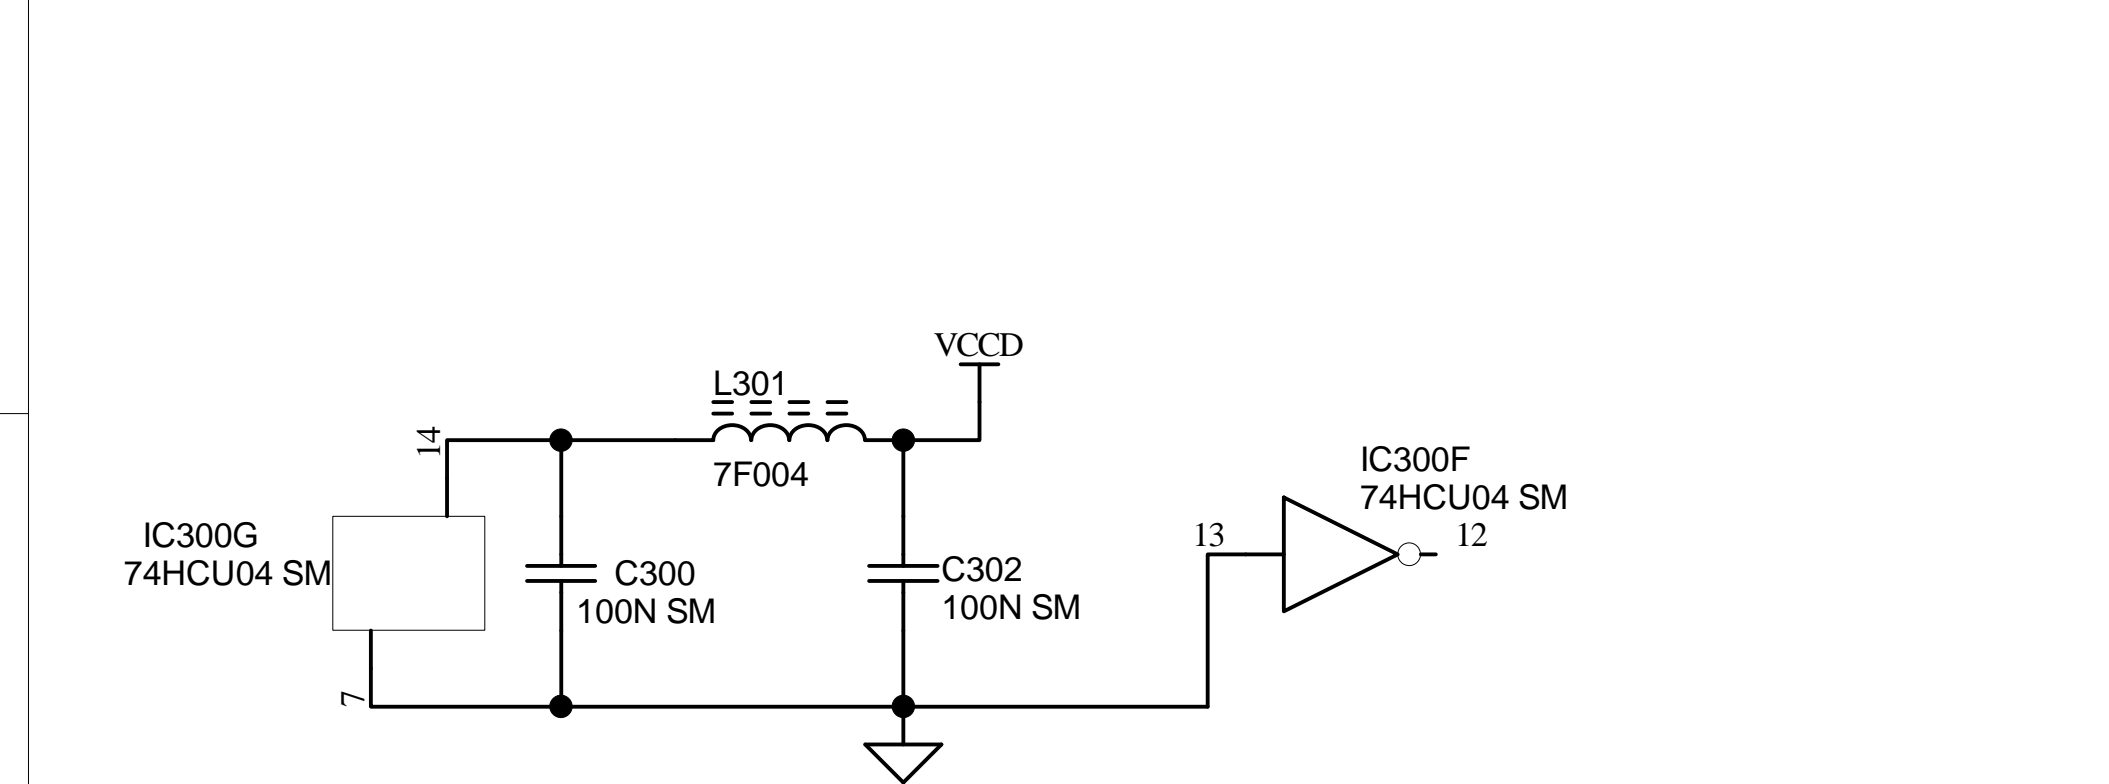 VCCD
L301
14
7F004
IC300F
74HCU04 SM
13
12
IC300G
74HCU04 SM
C300
100N SM
C302
100N SM
7